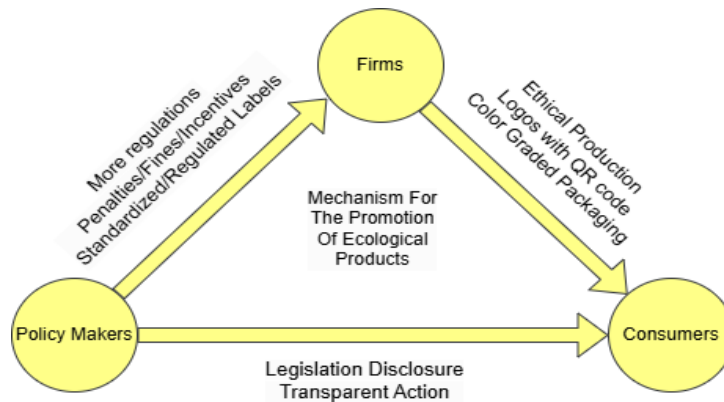 Firms
More regulations
Penalties/Fines/Incentives
Standardized/Regulated Labels
Ethical Production
Logos with QR code
Color Graded Packaging
Mechanism For
The Promotion
Of Ecological
Products
Policy Makers
Consumers
Legislation Disclosure
Transparent Action